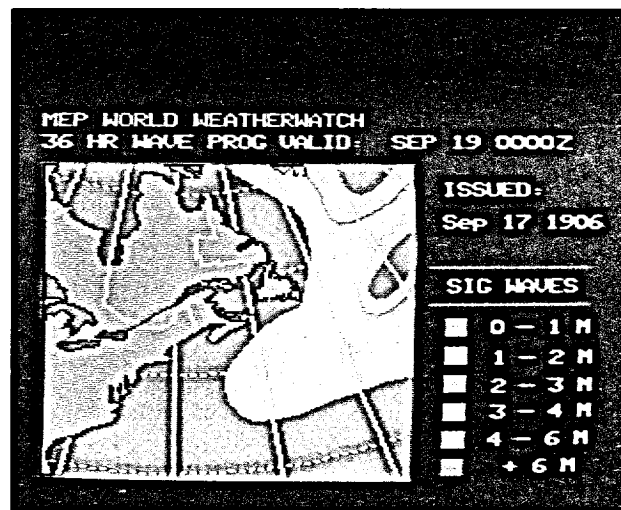 MEP WORLD WEATHERWATCH
36 HR WAVE PROG VALID: SEP 19 0000Z
ISSUED:
Sep 17 1906
SIG WAVES
0 - 1 M
1 - 2 M
2 - 3 M
3 - 4 M
4 - 6 M
+ 6 M